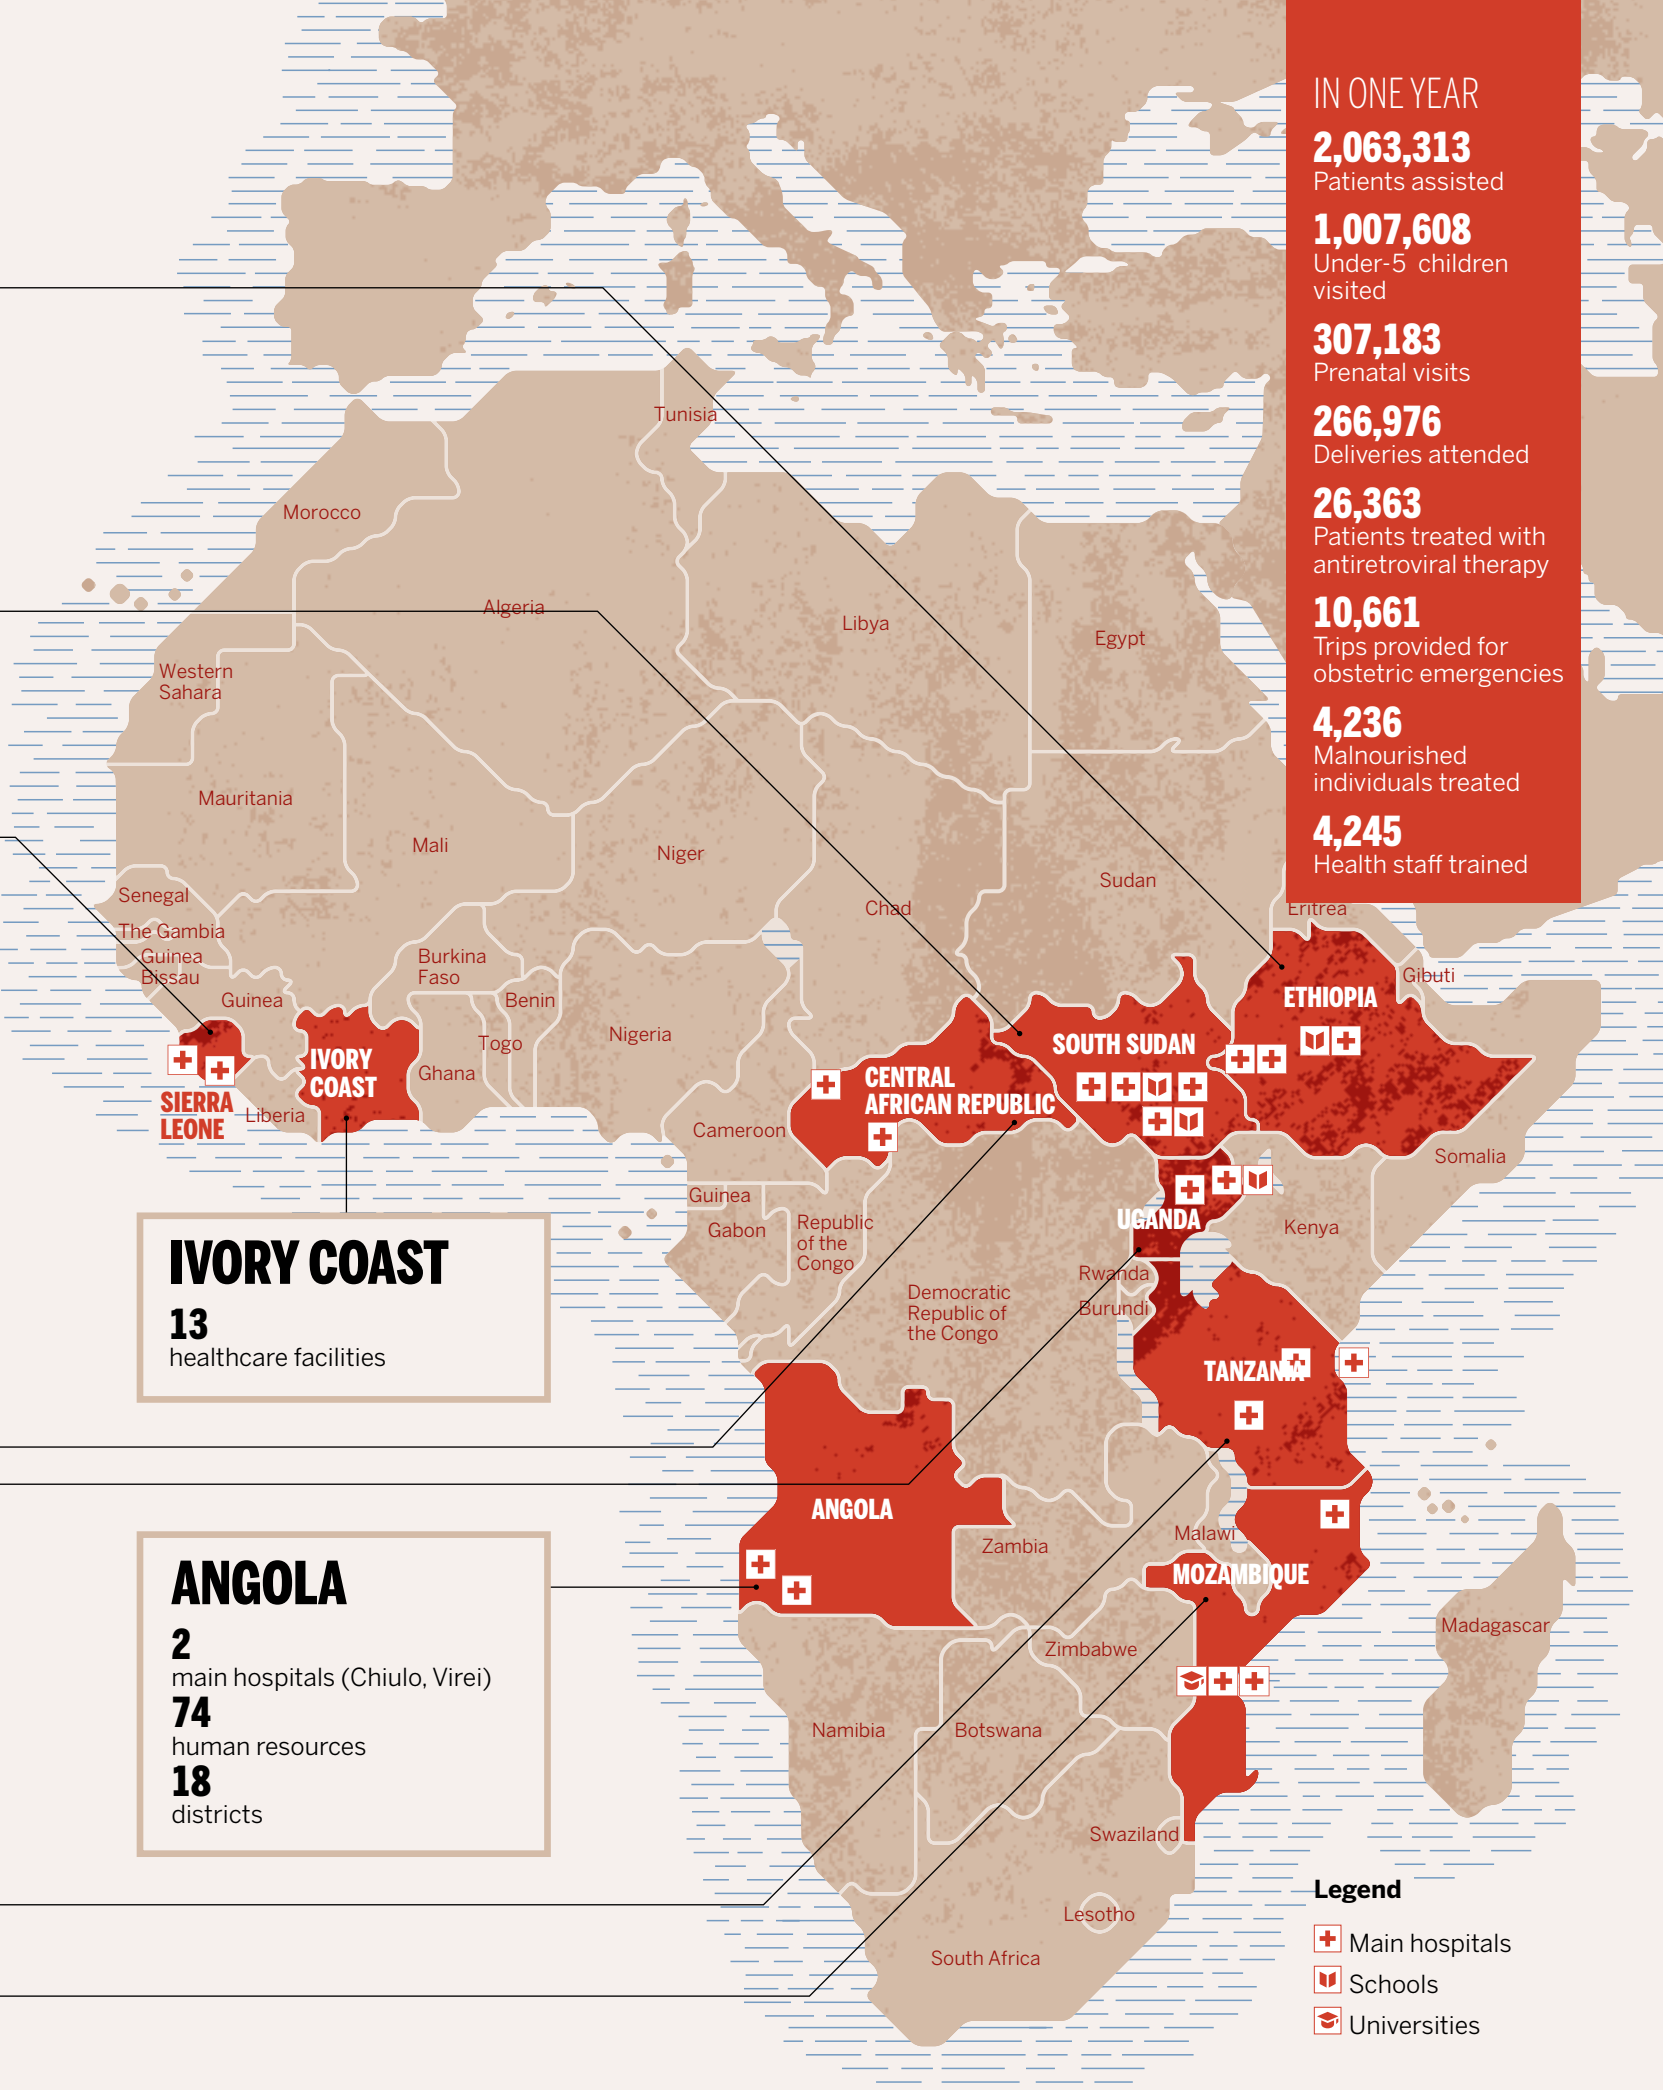 IN ONE YEAR
2,063,313
Patients assisted
1,007,608
Under-5 children
visited
307,183
Prenatal visits
266,976
Deliveries attended
26,363
Patients treated with
antiretroviral therapy
10,661
Trips provided for
obstetric emergencies
4,236
Malnourished
individuals treated
4,245
Health staff trained
Tunisia
Morocco
Algeria
Libya
Egypt
Western
Sahara
Mauritania
Mali
Niger
Chad
Sudan
Eritrea
Senegal
The Gambia
Guinea
Bissau
Guinea
Burkina
Faso
Benin
Togo
Ghana
Nigeria
Gibuti
ETHIOPIA
SOUTH SUDAN
CENTRAL
AFRICAN REPUBLIC
IVORY
COAST
SIERRA
LEONE
Liberia
Cameroon
Somalia
Guinea
Gabon
Republic
of the
Congo
UGANDA
Kenya
Rwanda
Burundi
Democratic
Republic of
the Congo
TANZANIA
IVORY COAST
13
healthcare facilities
ANGOLA
Zambia
Malawi
MOZAMBIQUE
Madagascar
Zimbabwe
Namibia
Botswana
Swaziland
Lesotho
South Africa
ANGOLA
2
main hospitals (Chiulo, Virei)
74
human resources
18
districts
Legend
Main hospitals
Schools
Universities